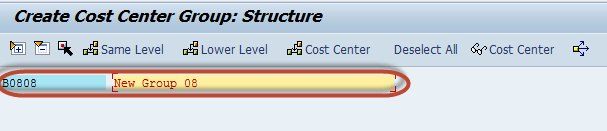 Create Cost Center Group: Structure
Same Level Lower Level Cost Center Deselect All Cost Center
B0808 New Group 08